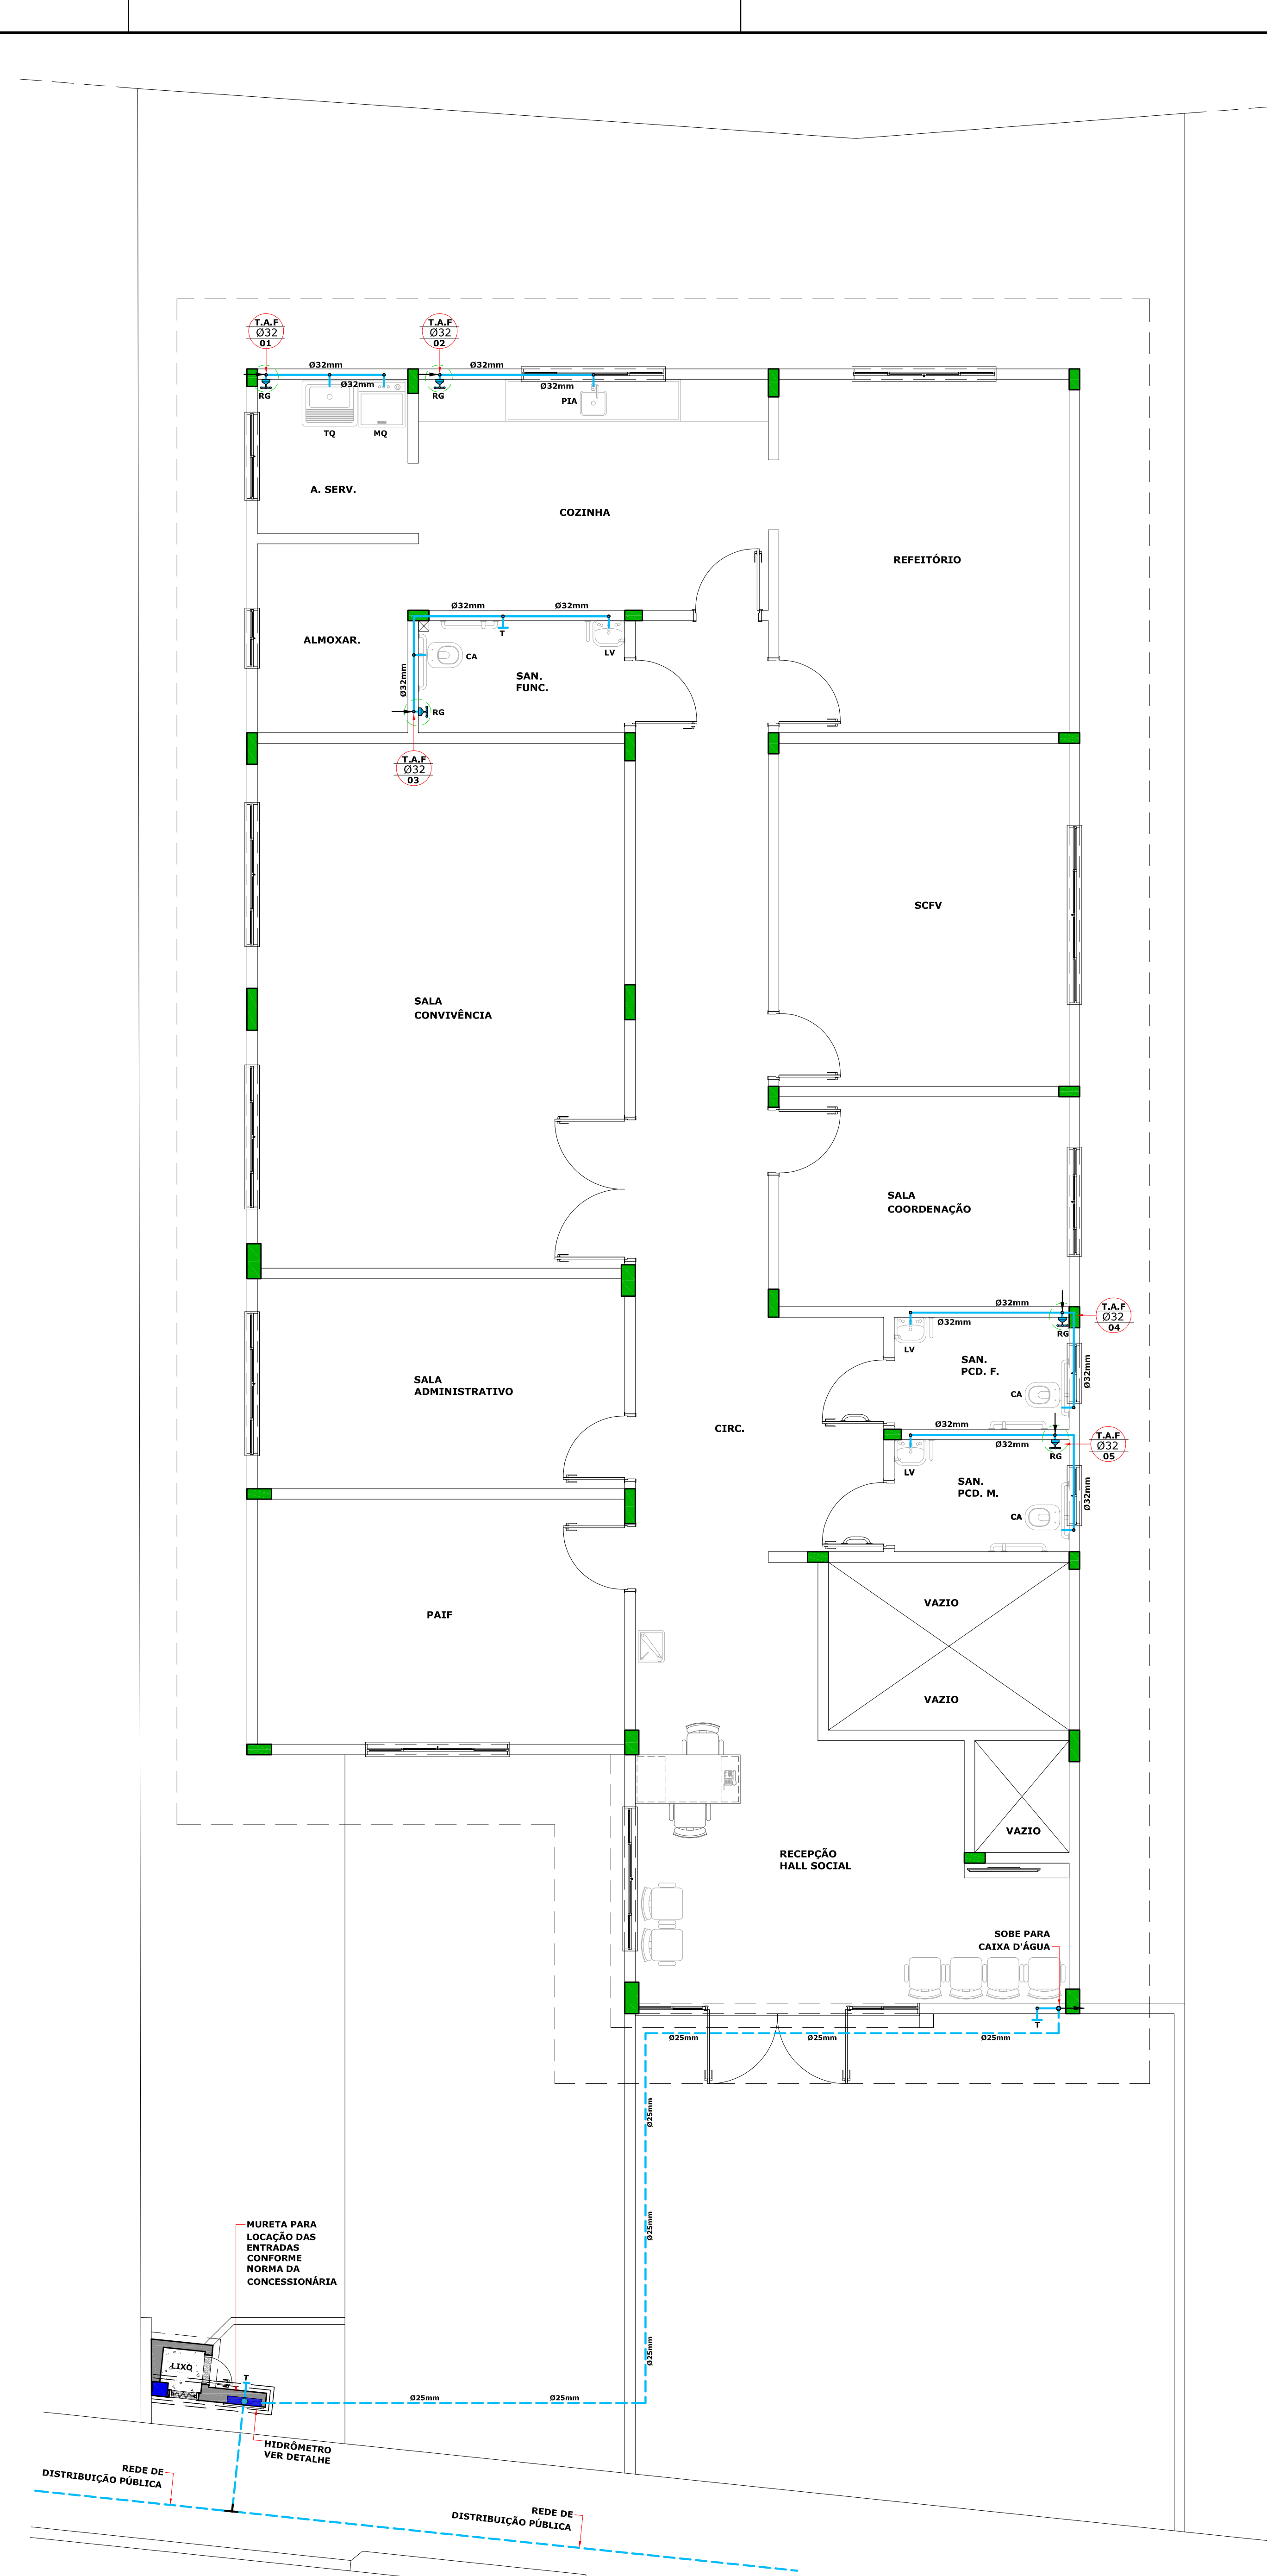 T.A.F
Ø32
01
T.A.F
Ø32
02
Ø32mm
Ø32mm
Ø32mm
Ø32mm
RG
RG
PIA
TQ
MQ
A. SERV.
COZINHA
REFEITÓRIO
Ø32mm
Ø32mm
T
ALMOXAR.
LV
CA
SAN.
FUNC.
Ø32mm
RG
T.A.F
Ø32
03
SCFV
SALA
CONVIVÊNCIA
SALA
COORDENAÇÃO
Ø32mm
T.A.F
Ø32
04
Ø32mm
RG
LV
SAN.
PCD. F.
Ø32mm
CA
SALA
ADMINISTRATIVO
CIRC.
Ø32mm
T.A.F
Ø32
05
Ø32mm
RG
LV
SAN.
PCD. M.
Ø32mm
CA
VAZIO
PAIF
VAZIO
VAZIO
RECEPÇÃO
HALL SOCIAL
SOBE PARA
CAIXA D'ÁGUA
T
Ø25mm
Ø25mm
Ø25mm
Ø25mm
Ø25mm
Ø25mm
MURETA PARA
LOCAÇÃO DAS
ENTRADAS
CONFORME
NORMA DA
CONCESSIONÁRIA
LIXO
T
Ø25mm
Ø25mm
HIDRÔMETRO
VER DETALHE
REDE DE
DISTRIBUIÇÃO PÚBLICA
REDE DE
DISTRIBUIÇÃO PÚBLICA